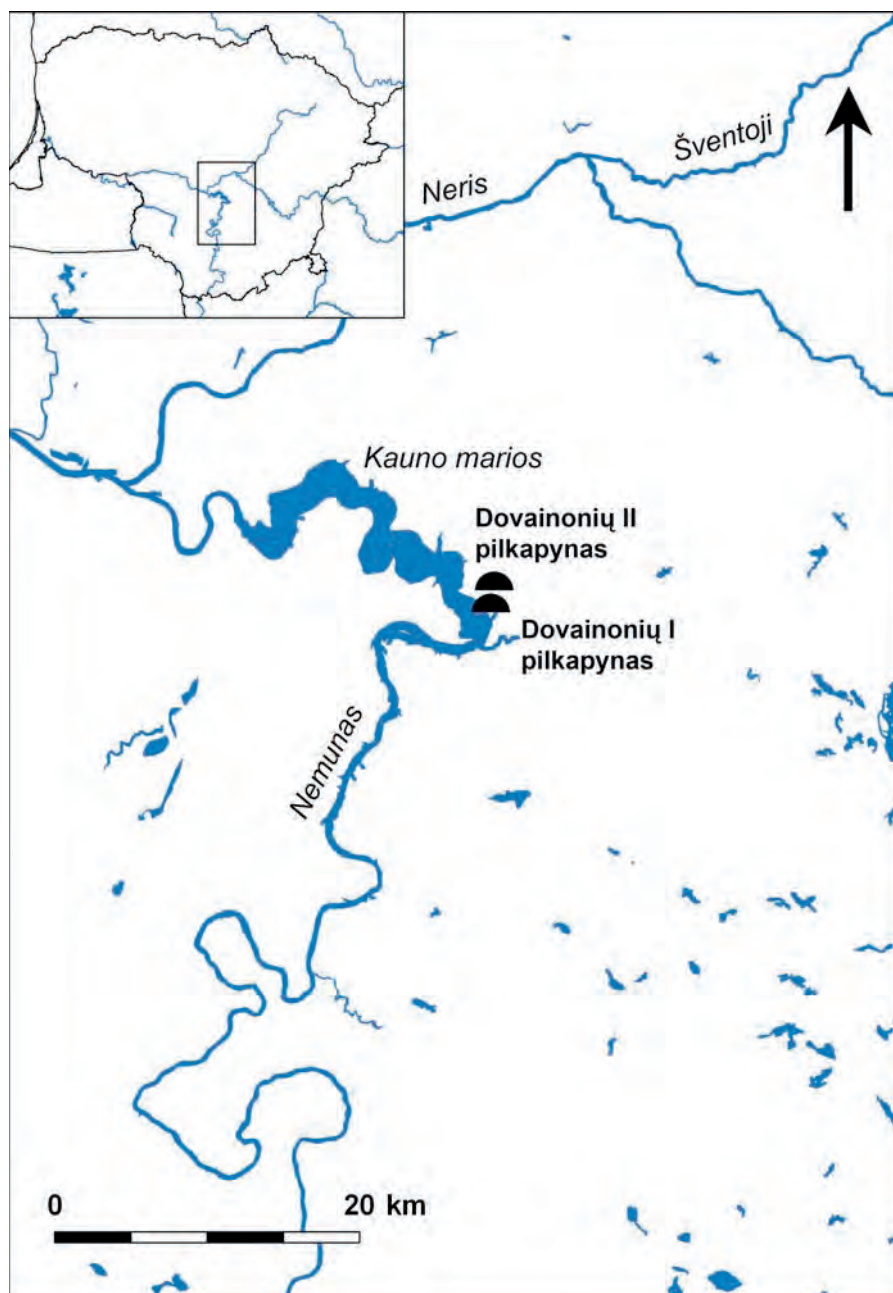 Šventoji
Neris
Kauno marios
Dovainonių II
pilkapynas
Dovainonių I
pilkapynas
Nemunas
0 20 km